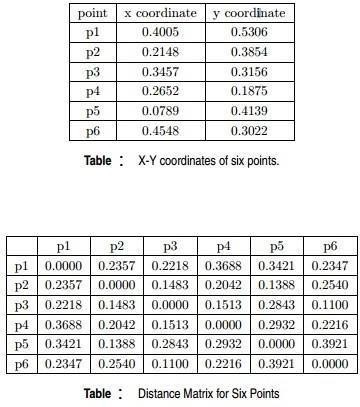 point x coordinate y coordinate
p1 0.4005 0.5306
p2 0.2148 0.3854
p3 0.3457 0.3156
p4 0.2652 0.1875
p5 0.0789 0.4139
p6 0.4548 0.3022
Table : X-Y coordinates of six points.
p1 p2 p3 p4 p5 p6
p1 0.0000 0.2357 0.2218 0.3688 0.3421 0.2347
p2 0.2357 0.0000 0.1483 0.2042 0.1388 0.2540
p3 0.2218 0.1483 0.0000 0.1513 0.2843 0.1100
p4 0.3688 0.2042 0.1513 0.0000 0.2932 0.2216
p5 0.3421 0.1388 0.2843 0.2932 0.0000 0.3921
p6 0.2347 0.2540 0.1100 0.2216 0.3921 0.0000
Table : Distance Matrix for Six Points